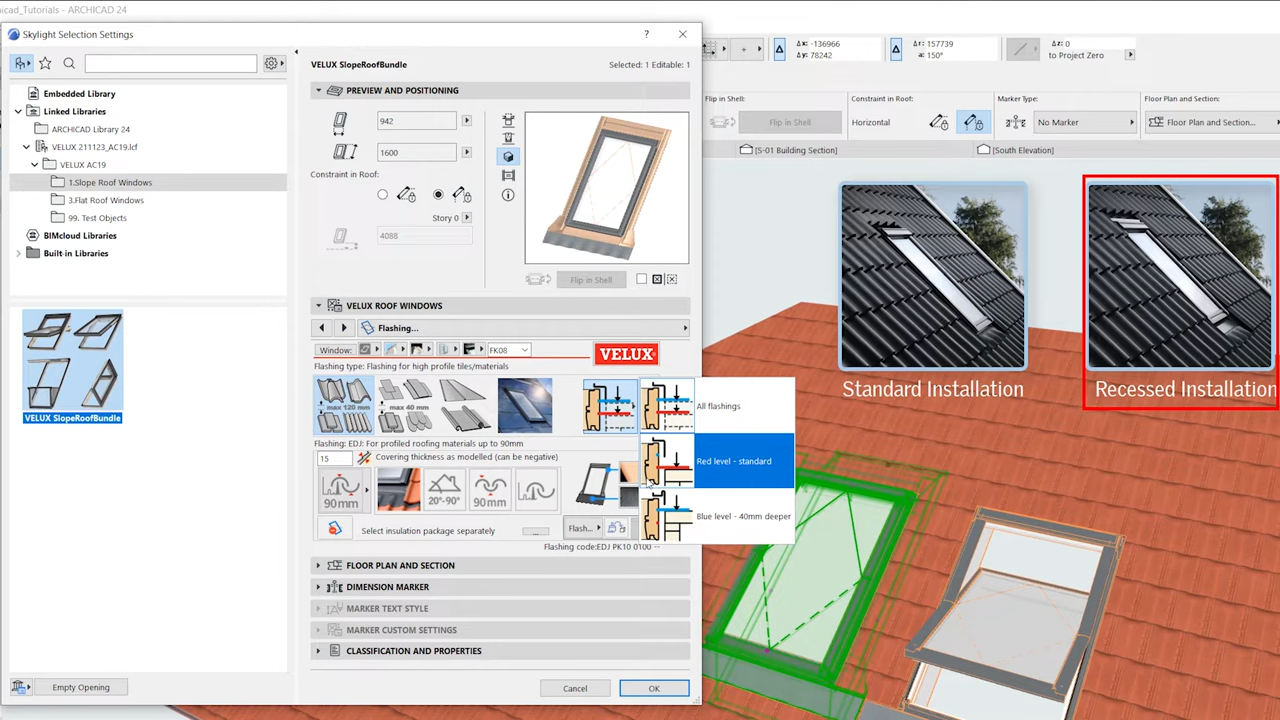 icad_Tutorials - ARCHICAD 24
Skylight Selection Settings
?
VELUX SlopeRoofBundle
Selected: 1 Editable: 1
Embedded Library
Linked Libraries
ARCHICAD Library 24
VELUX 211123_AC19.lcf
VELUX AC19
1.Slope Roof Windows
3.Flat Roof Windows
99. Test Objects
BIMcloud Libraries
Built-in Libraries
VELUX SlopeRoofBundle
Empty Opening
PREVIEW AND POSITIONING
942
1600
Constraint in Roof:
Story 0
4088
Flip in Shell
VELUX ROOF WINDOWS
Flashing...
Window:
FK08
VELUX
Flashing type: Flashing for high profile tiles/materials
max 120 mm
max 40 mm
Flashing: EDJ: For profiled roofing materials up to 90mm
15
Covering thickness as modelled (can be negative)
90mm
20°-90°
90mm
Select insulation package separately
...
Flash...
Flashing code:EDJ PK10 0100 --
All flashings
Red level - standard
Blue level - 40mm deeper
FLOOR PLAN AND SECTION
DIMENSION MARKER
MARKER TEXT STYLE
MARKER CUSTOM SETTINGS
CLASSIFICATION AND PROPERTIES
Cancel
OK
Δx: -136966
Δy: 78242
Δr: 157739
a: 150°
Δz: 0
to Project Zero
Flip in Shell
Flip in Shell
Constraint in Roof:
Horizontal
Marker Type:
No Marker
Floor Plan and Section:
Floor Plan and Section...
[S-01 Building Section]
[South Elevation]
Standard Installation
Recessed Installation